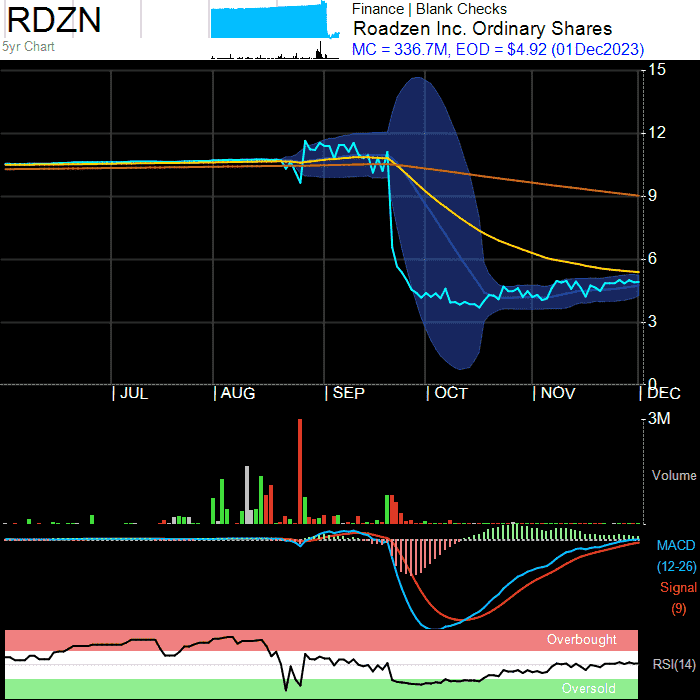 RDZN
5yr Chart
Finance | Blank Checks
Roadzen Inc. Ordinary Shares
MC = 336.7M, EOD = $4.92 (01Dec2023)
15
12
9
6
3
0
JUL
AUG
SEP
OCT
NOV
DEC
3M
Volume
MACD
(12-26)
Signal
(9)
Overbought
RSI(14)
Oversold